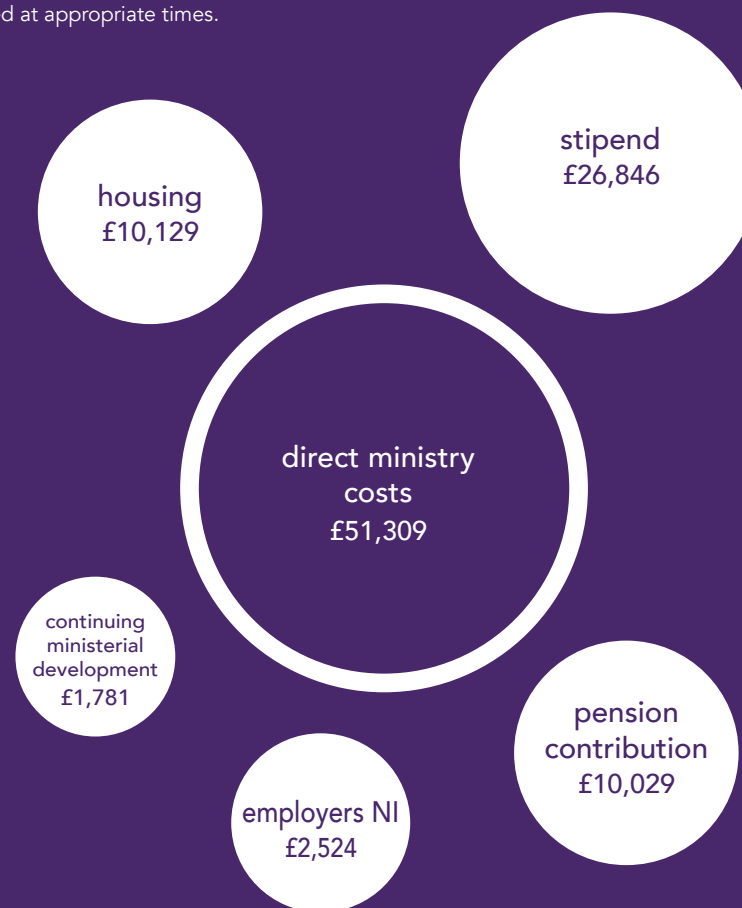 at appropriate times.
stipend
£26,846
housing
£10,129
direct ministry
costs
£51,309
continuing
ministerial
development
£1,781
pension
contribution
£10,029
employers NI
£2,524